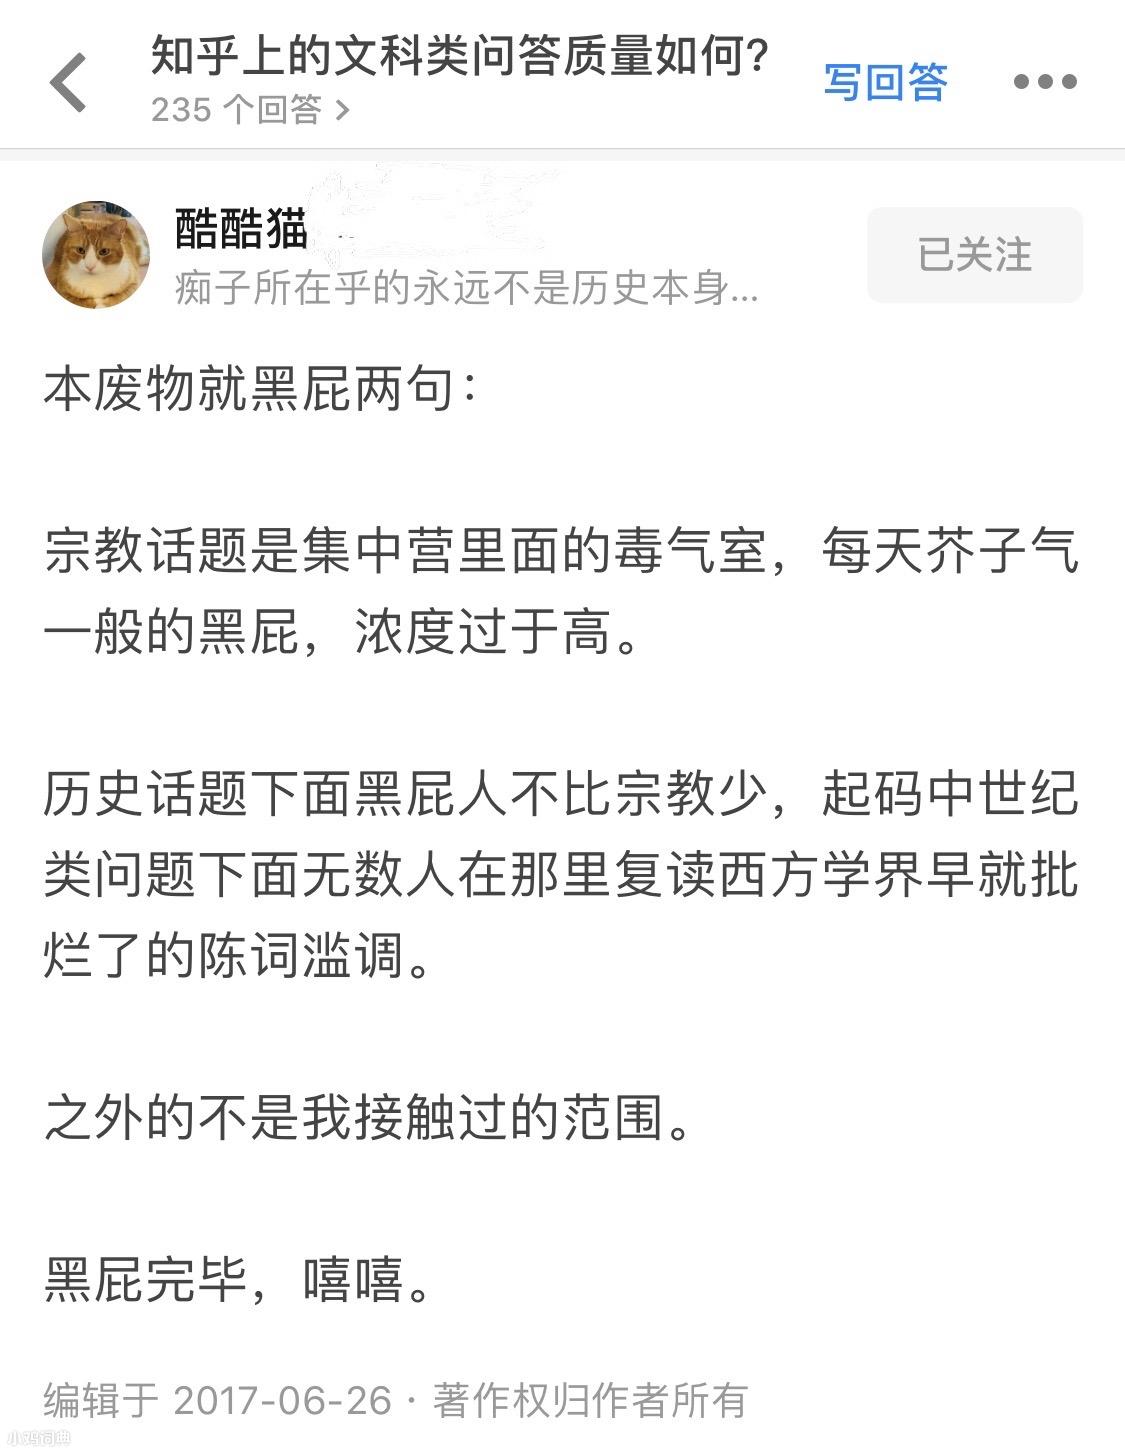 知乎上的文科类问答质量如何?
235 个回答 >
写回答
酷酷猫
已关注
痴子所在乎的永远不是历史本身...
本废物就黑屁两句：
宗教话题是集中营里面的毒气室，每天芥子气
一般的黑屁，浓度过于高。
历史话题下面黑屁人不比宗教少，起码中世纪
类问题下面无数人在那里复读西方学界早就批
烂了的陈词滥调。
之外的不是我接触过的范围。
黑屁完毕，嘻嘻。
编辑于 2017-06-26 · 著作权归作者所有
小鸡词典